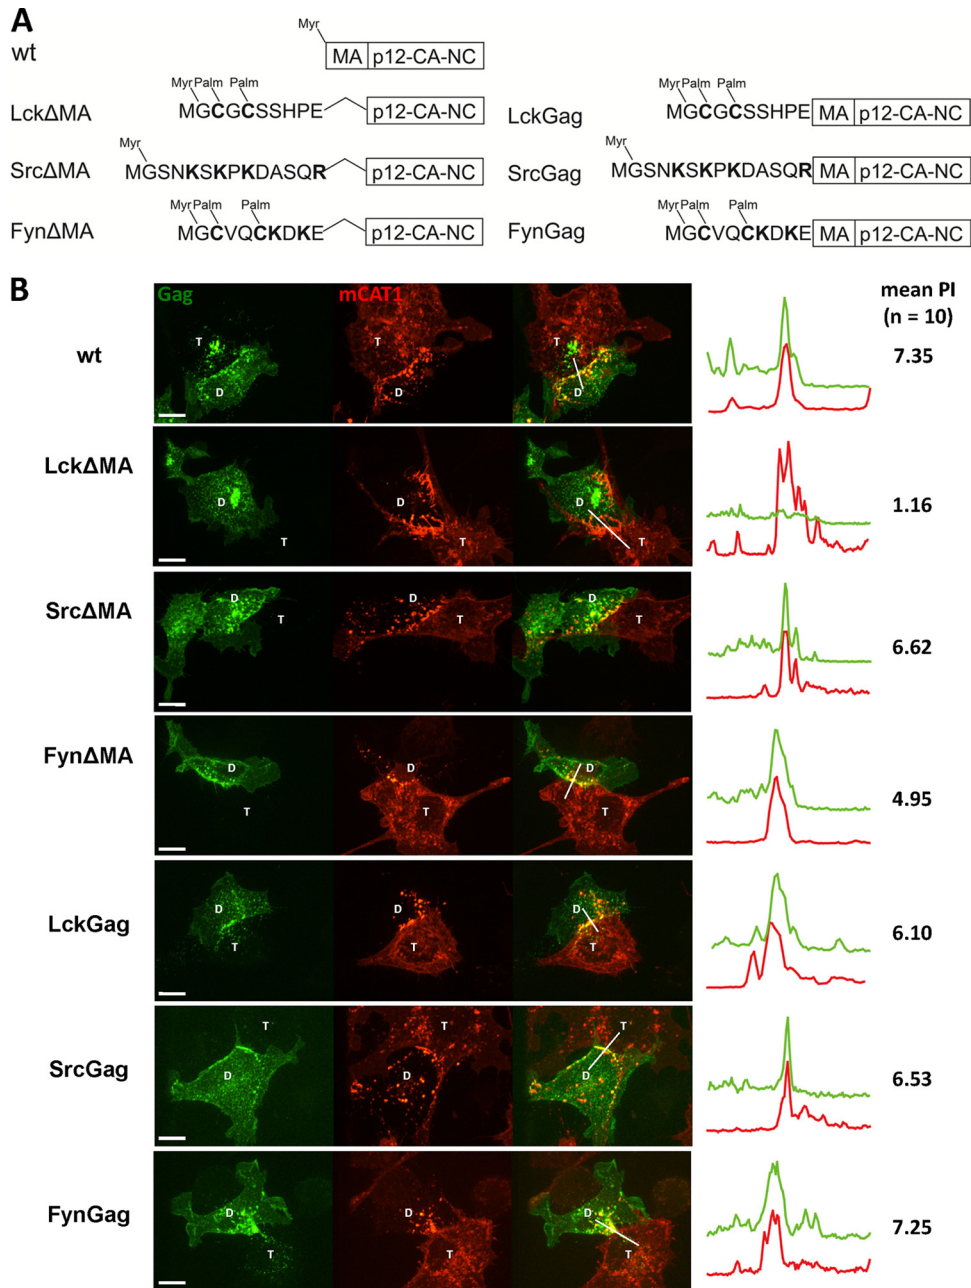 A
wt
Myr
MA p12-CA-NC
LckΔMA
Myr Palm Palm
MGCGCSSHPE p12-CA-NC
LckGag
Myr Palm Palm
MGCGCSSHPE MA p12-CA-NC
SrcΔMA
Myr
MGSNKSKPKDASQR p12-CA-NC
SrcGag
Myr
MGSNKSKPKDASQR MA p12-CA-NC
FynΔMA
Myr Palm Palm
MGCVQCKDKE p12-CA-NC
FynGag
Myr Palm Palm
MGCVQCKDKE MA p12-CA-NC
B
Gag mCAT1
mean PI
(n = 10)
wt
T D
T D
D
7.35
LckΔMA
D T
D T
D T
1.16
SrcΔMA
D T
D T
D T
6.62
FynΔMA
D T
D T
D T
4.95
LckGag
D T
D T
D T
6.10
SrcGag
T D
T D
T D
6.53
FynGag
D T
D T
D T
7.25